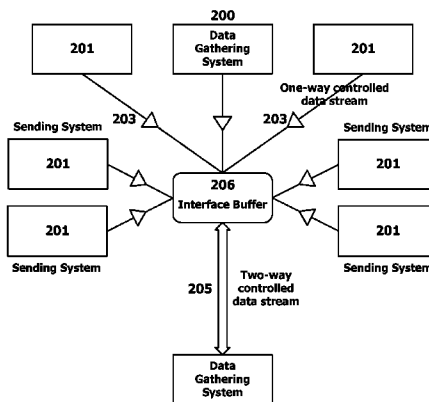 200
201
Data
Gathering
System
201
One-way controlled
data stream
203
203
Sending System
Sending System
201
201
206
Interface Buffer
201
201
Sending System
Sending System
205
Two-way
controlled
data stream
Data
Gathering
System